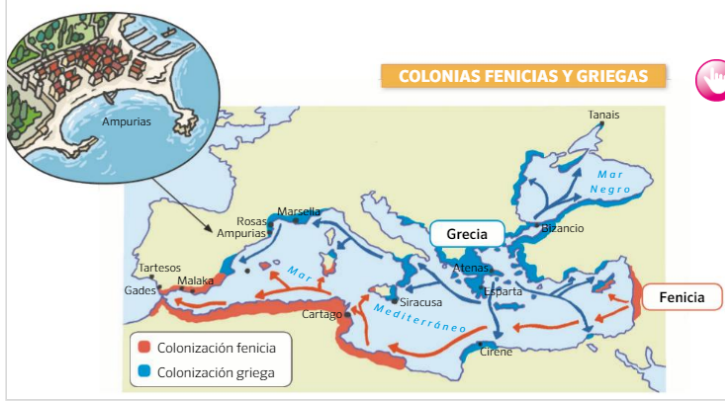 COLONIAS FENICIAS Y GRIEGAS
Ampurias
Tanais
Mar
Negro
Marsella
Rosas
Ampurias
Grecia
Bizancio
Tartesos
Mar
Atenas
Gades
Malaka
Esparta
Fenicia
Siracusa
Cartago
Mediterráneo
Cirene
Colonización fenicia
Colonización griega